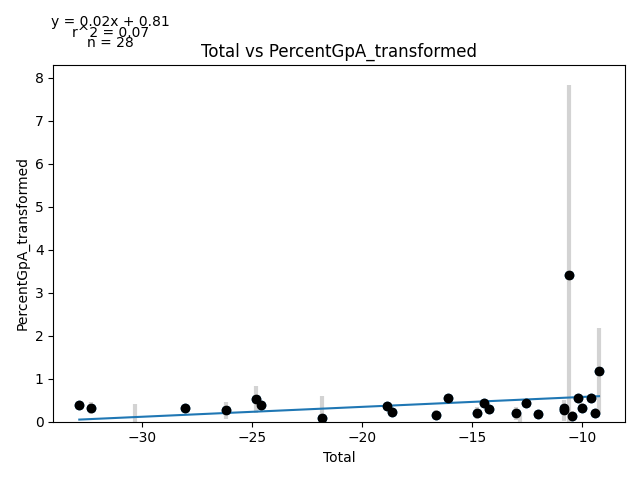 y = 0.02x + 0.81
r^2 = 0.07
n = 28
Total vs PercentGpA_transformed
8
7
6
5
4
3
2
1
0
PercentGpA_transformed
−30
−25
−20
−15
−10
Total